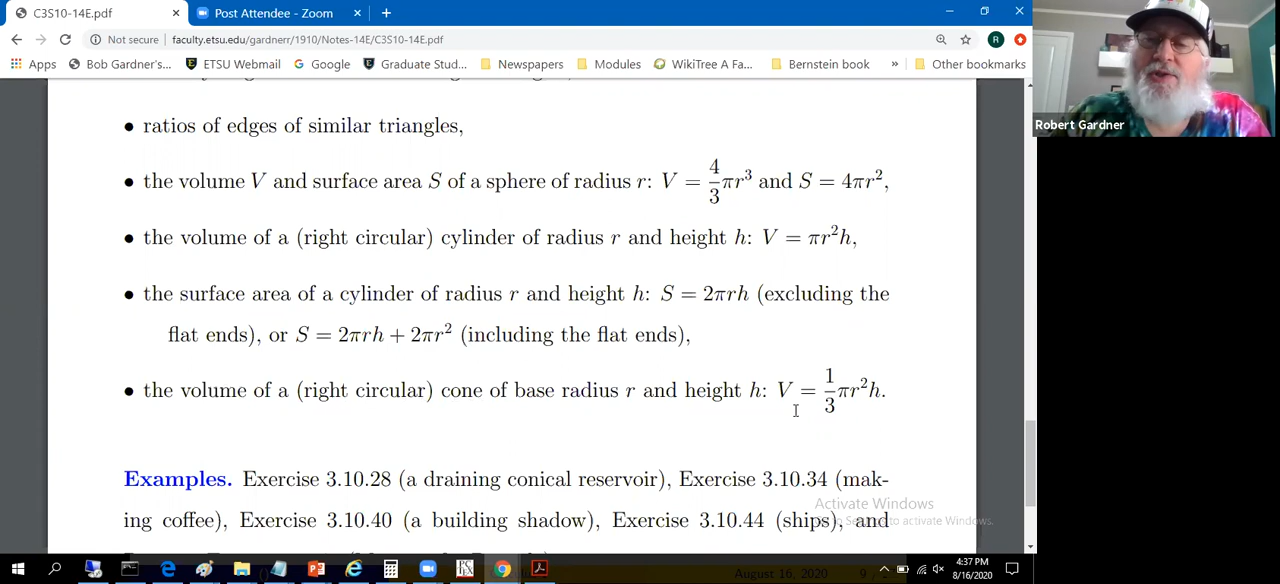 C3S10-14E.pdf
Post Attendee - Zoom
Not secure | faculty.etsu.edu/gardnerr/1910/Notes-14E/C3S10-14E.pdf
R
Apps Bob Gardner's... ETSU Webmail Google Graduate Stud... Newspapers Modules WikiTree A Fa... Bernstein book » Other bookmarks
Robert Gardner
• ratios of edges of similar triangles,
• the volume V and surface area S of a sphere of radius r: V = 4/3 πr³ and S = 4πr²,
• the volume of a (right circular) cylinder of radius r and height h: V = πr²h,
• the surface area of a cylinder of radius r and height h: S = 2πrh (excluding the
flat ends), or S = 2πrh + 2πr² (including the flat ends),
• the volume of a (right circular) cone of base radius r and height h: V = 1/3 πr²h.
Examples. Exercise 3.10.28 (a draining conical reservoir), Exercise 3.10.34 (mak-
ing coffee), Exercise 3.10.40 (a building shadow), Exercise 3.10.44 (ships), and
Activate Windows
to activate Windows.
August 16, 2020
4:37 PM
8/16/2020